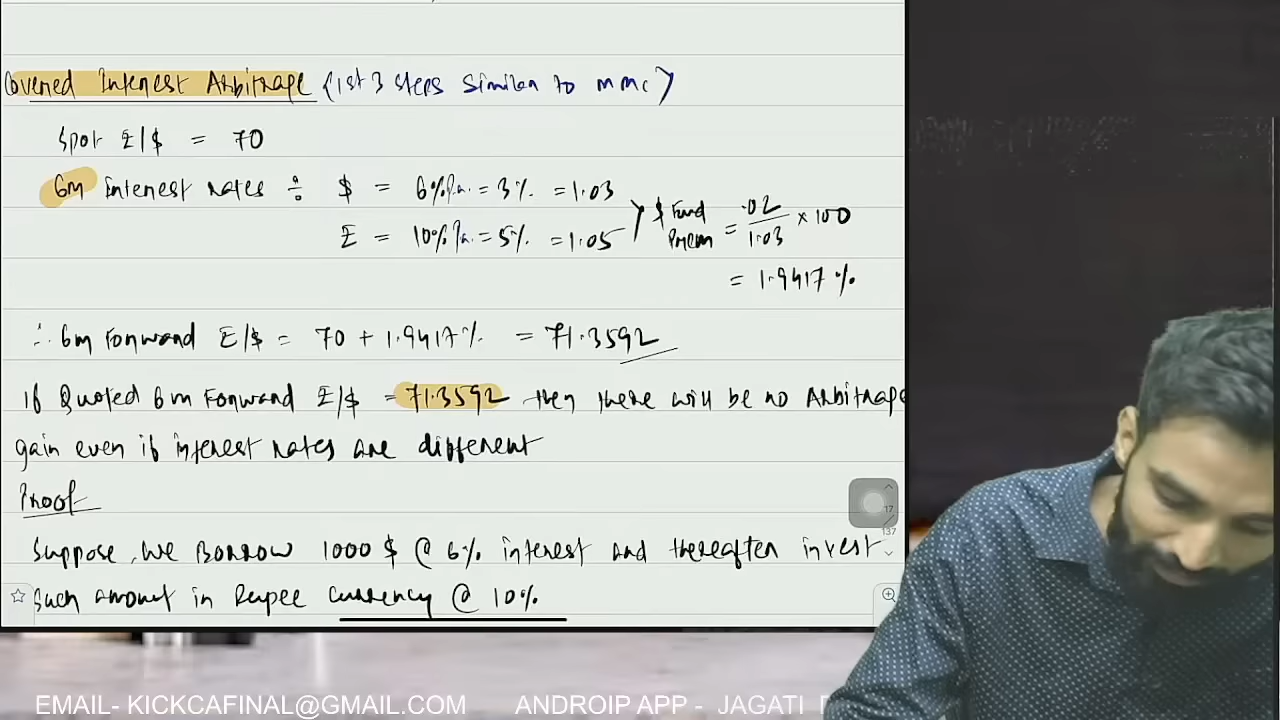 Covered Interest Arbitrage (1st 3 steps similar to MMC)
Spot ₹/$ = 70
6m Interest rates ÷ $ = 6% P.a. = 3% = 1.03
₹ = 10% P.a. = 5% = 1.05
$ Fwd Prem = .02/1.03 × 100
= 1.9417%
∴ 6m Forward ₹/$ = 70 + 1.9417% = 71.3592
If Quoted 6m Forward ₹/$ = 71.3592 then there will be no Arbitrage
gain even if interest rates are different
Proof
Suppose, we Borrow 1000 $ @ 6% interest and thereafter invest
Such amount in Rupee currency @ 10%
17
137
EMAIL- KICKCAFINAL@GMAIL.COM ANDROIP APP - JAGATI